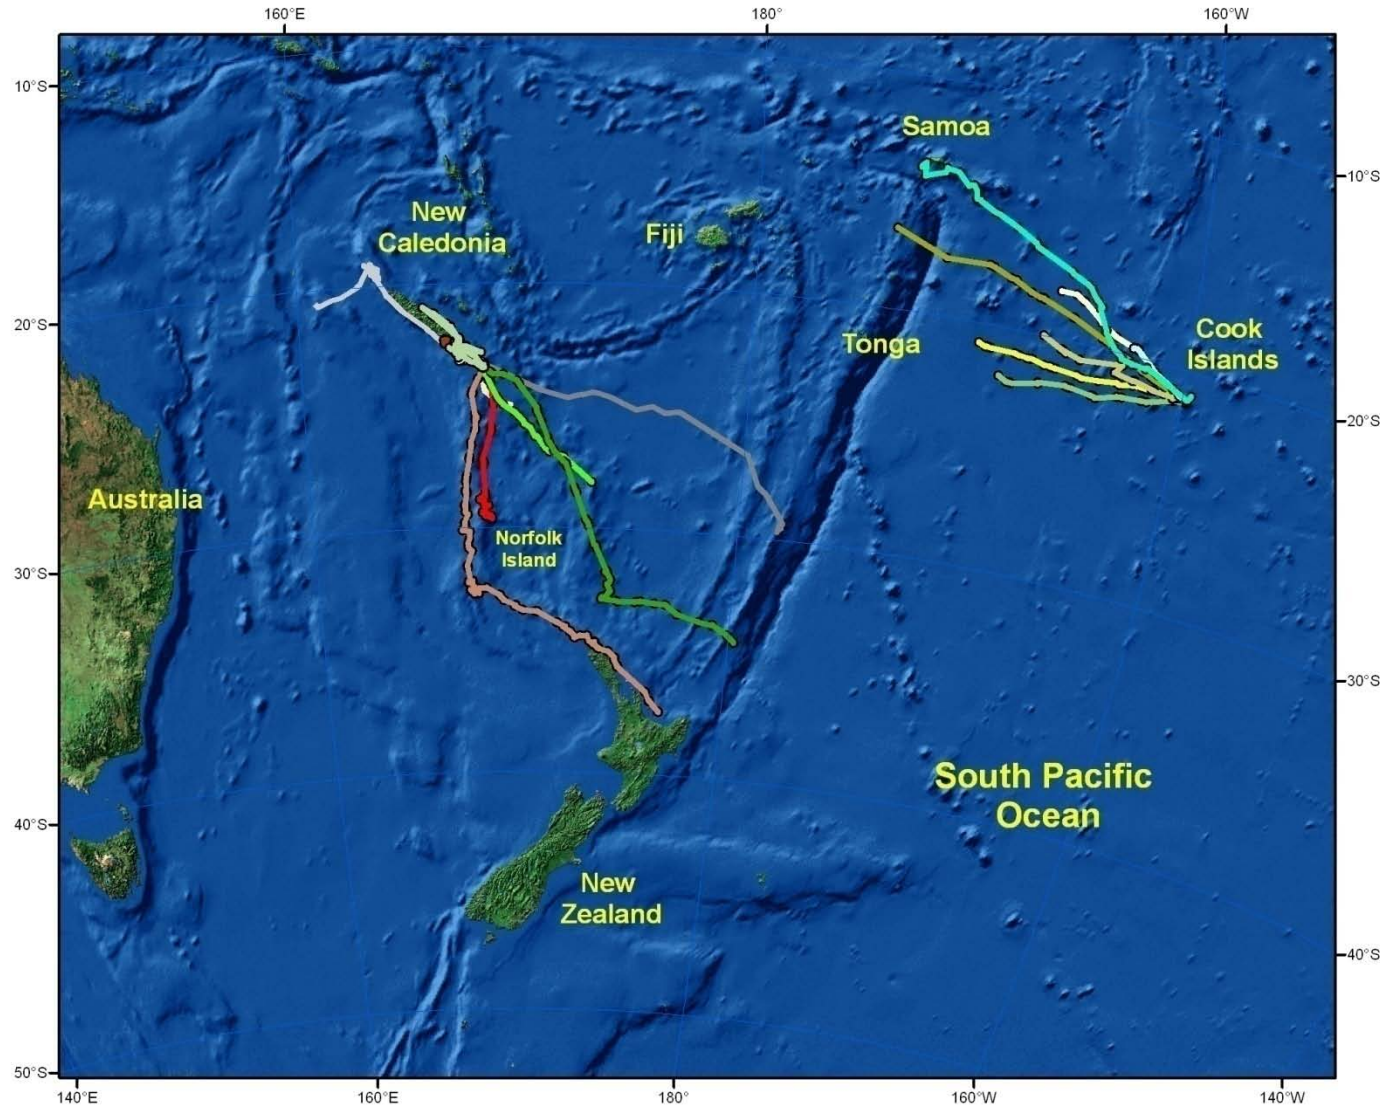 160°E
180°
160°W
10°S
Samoa
10°S
New
Caledonia
Fiji
20°S
Tonga
Cook
Islands
20°S
Australia
Norfolk
Island
30°S
30°S
South Pacific
Ocean
40°S
New
Zealand
40°S
50°S
140°E
160°E
180°
160°W
140°W